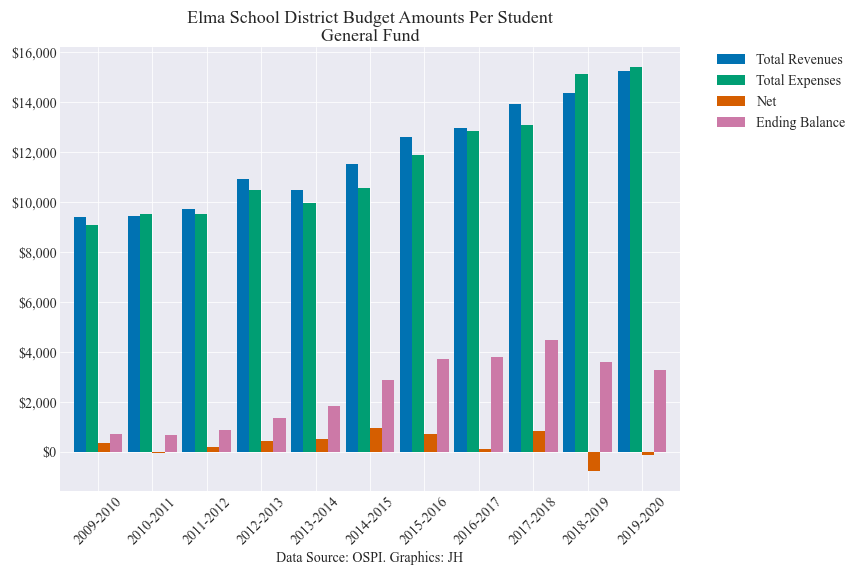 Elma School District Budget Amounts Per Student
General Fund
$16,000
$14,000
$12,000
$10,000
$8,000
$6,000
$4,000
$2,000
$0
2009-2010
2010-2011
2011-2012
2012-2013
2013-2014
2014-2015
2015-2016
2016-2017
2017-2018
2018-2019
2019-2020
Data Source: OSPI. Graphics: JH
Total Revenues
Total Expenses
Net
Ending Balance